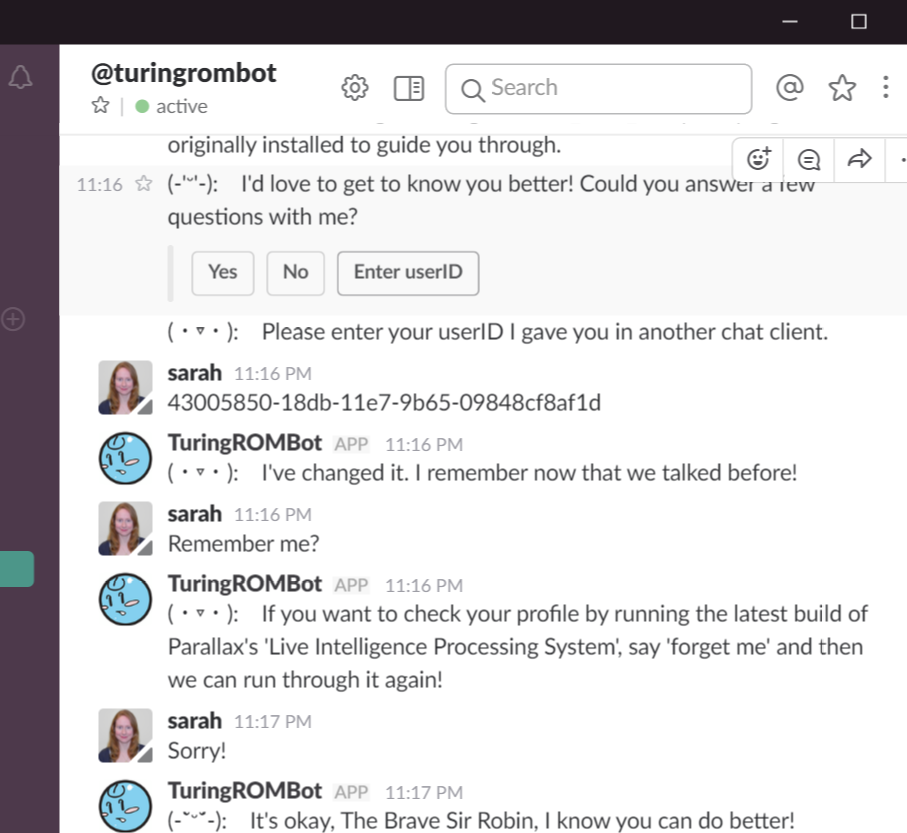 @turingrombot
active
Search
originally installed to guide you through.
11:16 (-'ᵕ'-): I'd love to get to know you better! Could you answer a few
questions with me?
Yes No Enter userID
(・▿・): Please enter your userID I gave you in another chat client.
sarah 11:16 PM
43005850-18db-11e7-9b65-09848cf8af1d
TuringROMBot APP 11:16 PM
(・▿・): I've changed it. I remember now that we talked before!
sarah 11:16 PM
Remember me?
TuringROMBot APP 11:16 PM
(・▿・): If you want to check your profile by running the latest build of
Parallax's 'Live Intelligence Processing System', say 'forget me' and then
we can run through it again!
sarah 11:17 PM
Sorry!
TuringROMBot APP 11:17 PM
(-˘ᵕ˘-): It's okay, The Brave Sir Robin, I know you can do better!